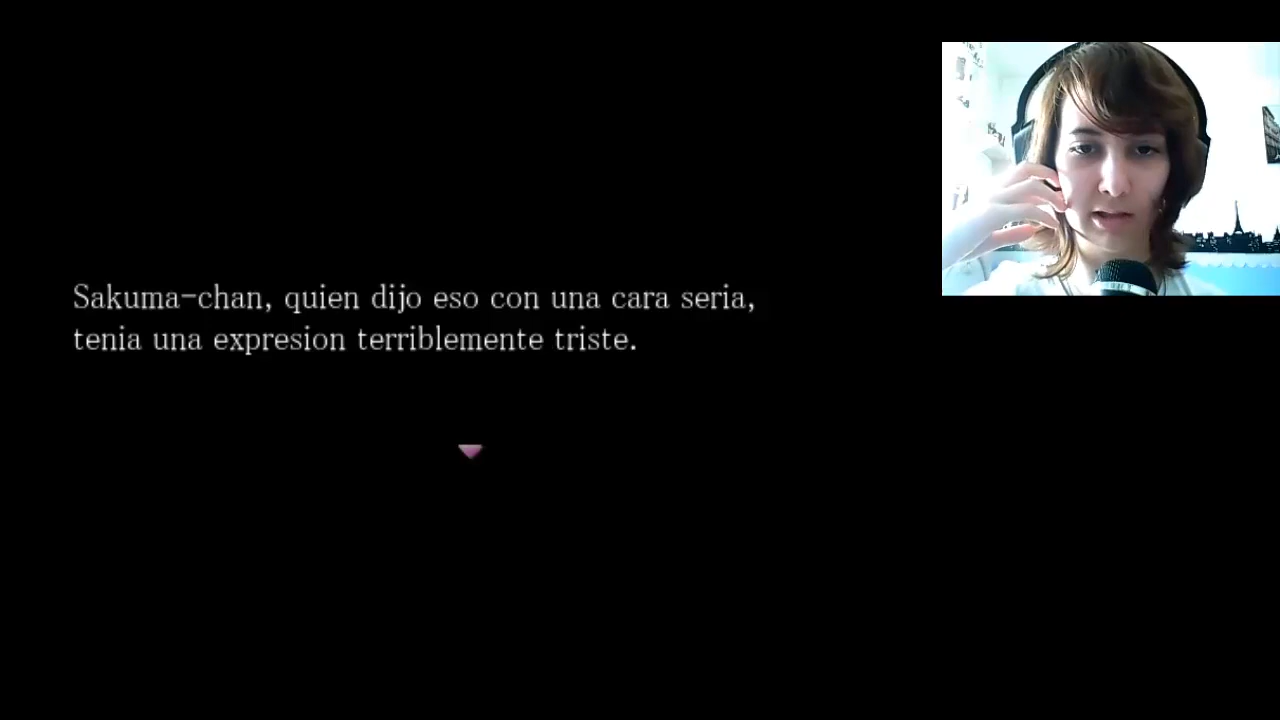 Sakuma-chan, quien dijo eso con una cara seria,
tenia una expresion terriblemente triste.